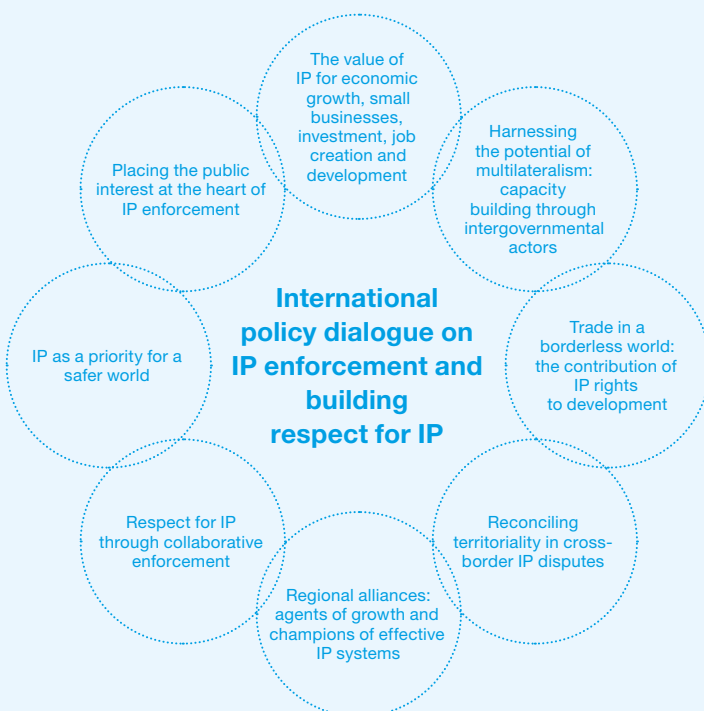 The value of
IP for economic
growth, small
businesses,
investment, job
creation and
development
Harnessing
the potential of
multilateralism:
capacity
building through
intergovernmental
actors
Trade in a
borderless world:
the contribution of
IP rights
to development
Reconciling
territoriality in cross-
border IP disputes
Regional alliances:
agents of growth and
champions of effective
IP systems
Respect for IP
through collaborative
enforcement
IP as a priority for a
safer world
Placing the public
interest at the heart of
IP enforcement
International
policy dialogue on
IP enforcement and
building
respect for IP